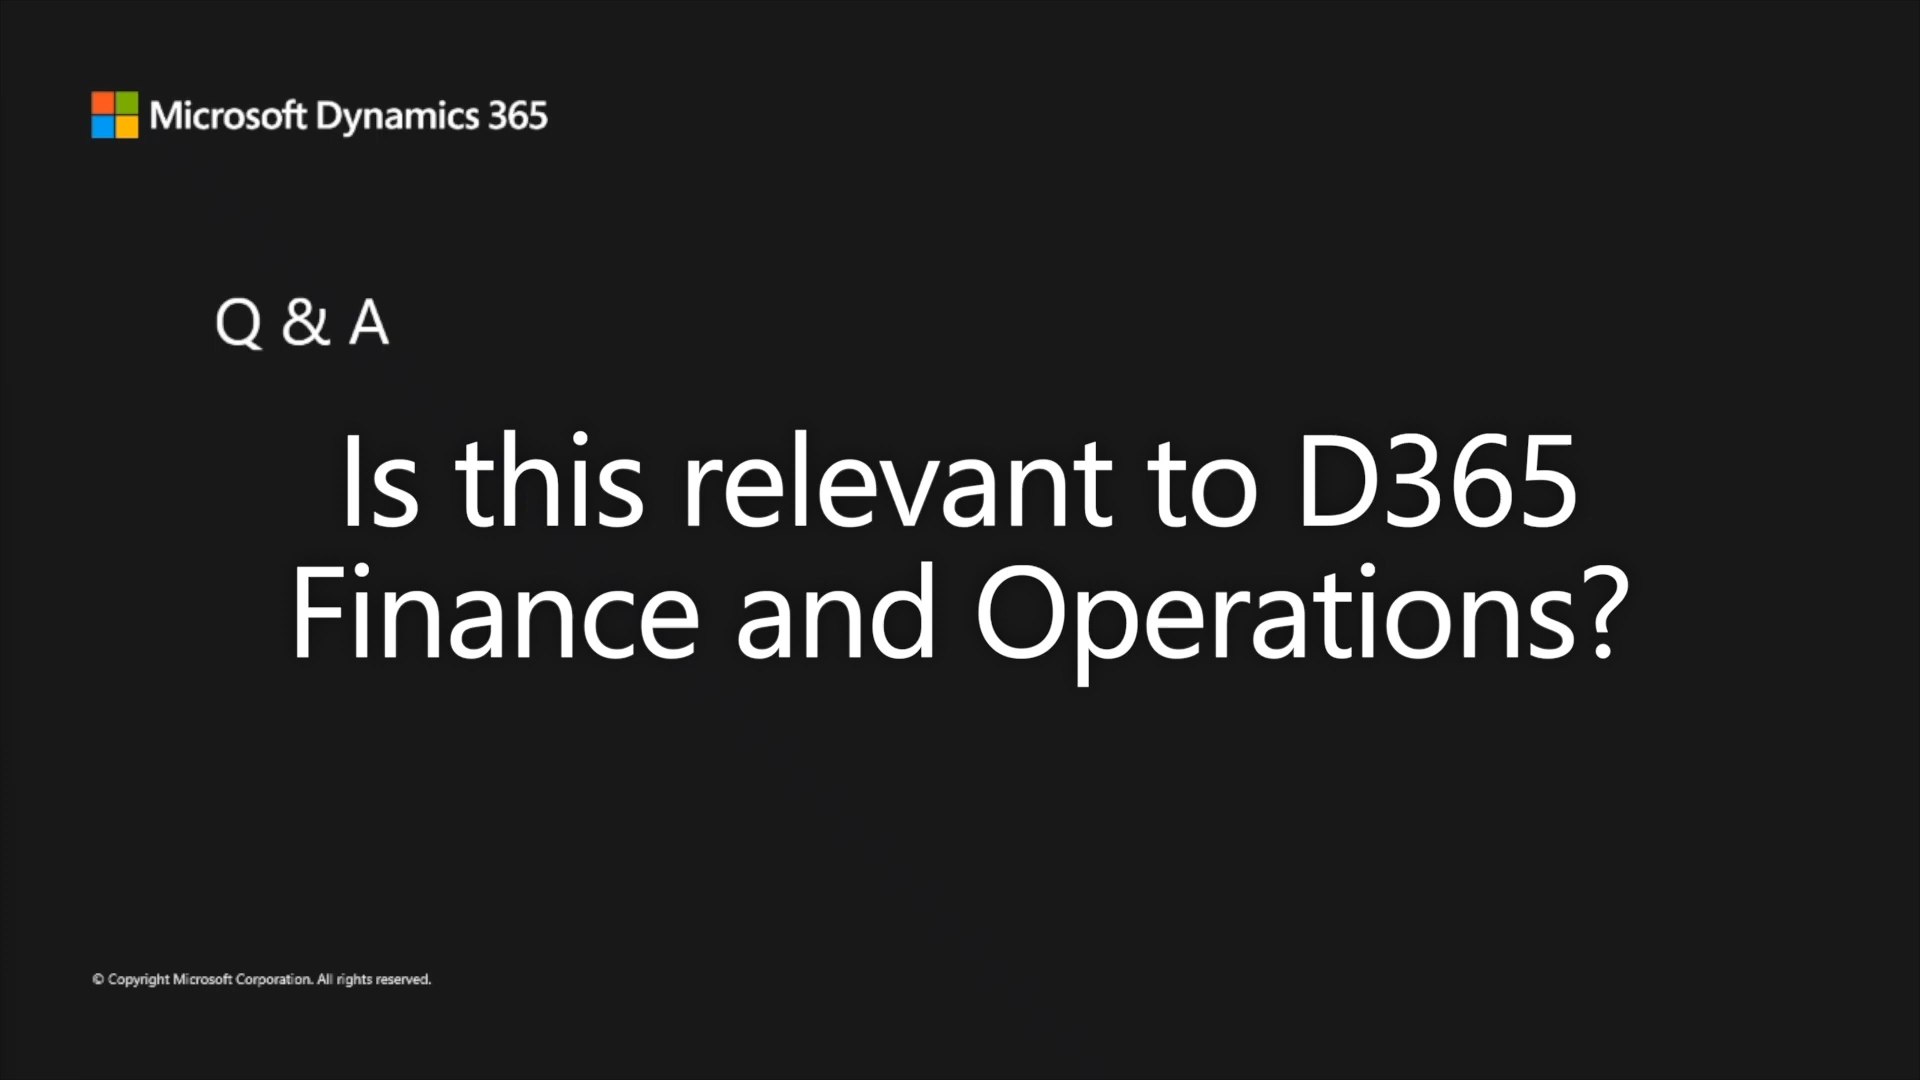 Microsoft Dynamics 365
Q & A
Is this relevant to D365
Finance and Operations?
© Copyright Microsoft Corporation. All rights reserved.